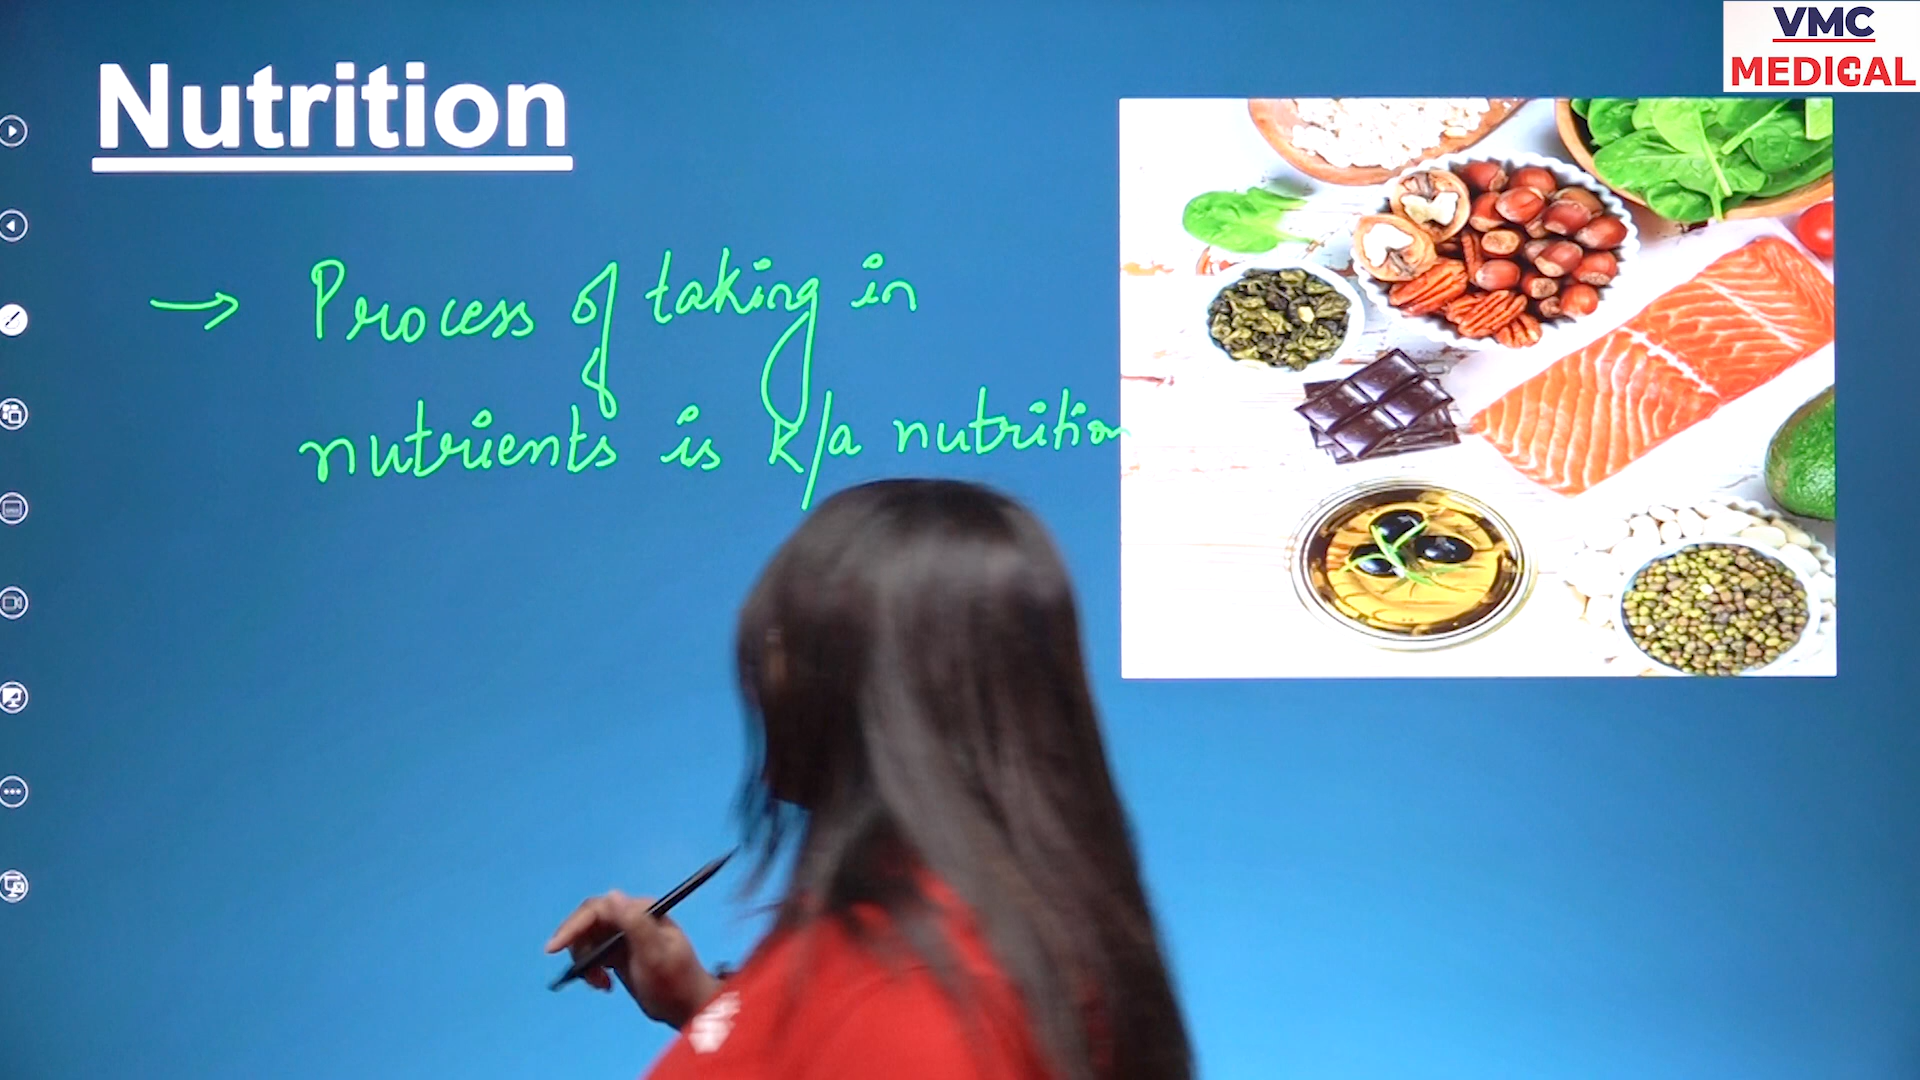 VMC
MEDICAL
Nutrition
→ Process of taking in
nutrients is k/a nutrition